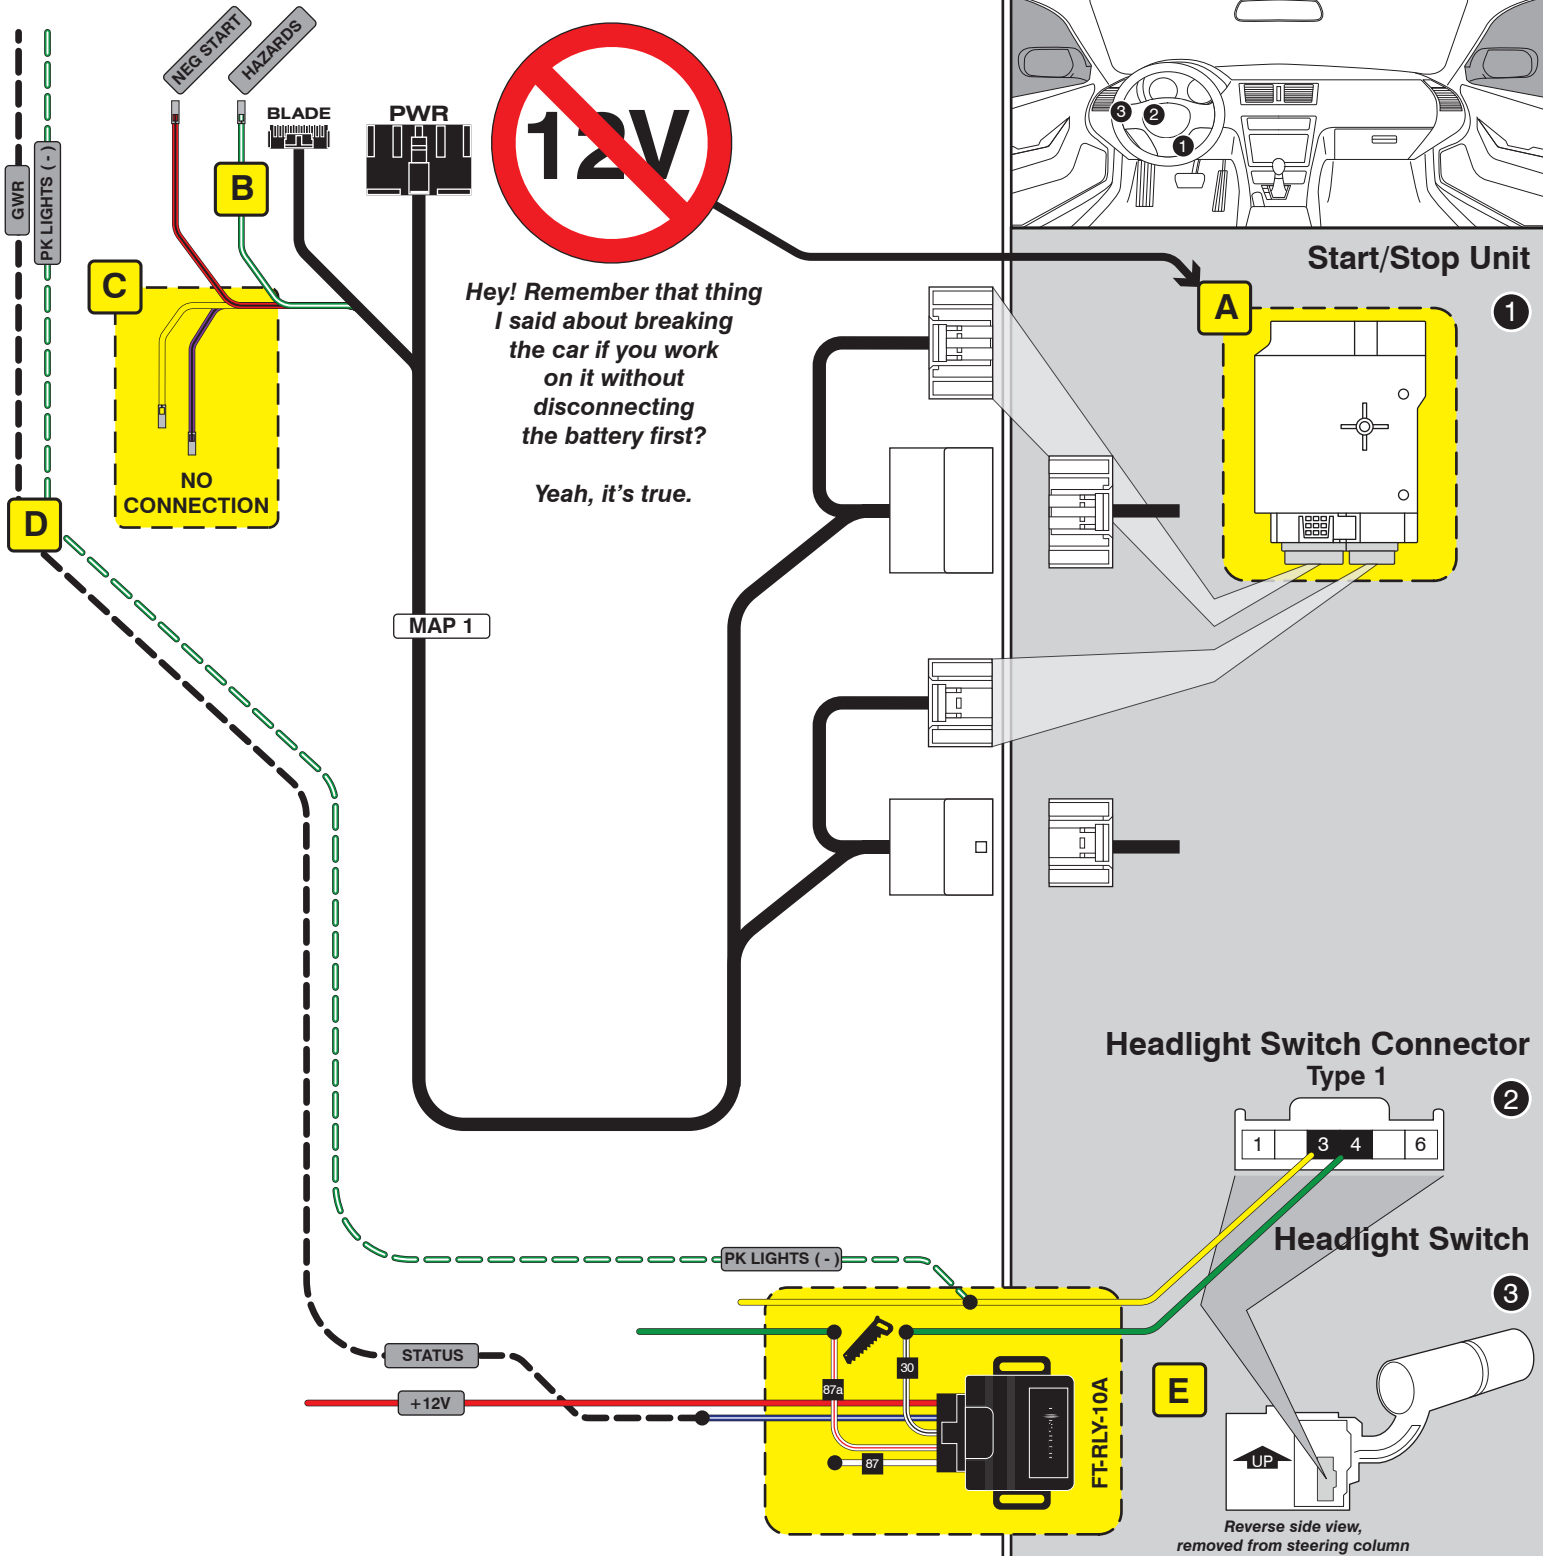 NEG START
HAZARDS
BLADE
PWR
12V
GWR
PK LIGHTS ( - )
B
C
NO
CONNECTION
D
Hey! Remember that thing
I said about breaking
the car if you work
on it without
disconnecting
the battery first?
Yeah, it's true.
MAP 1
3
2
1
Start/Stop Unit
1
A
Headlight Switch Connector
Type 1
2
1
3
4
6
Headlight Switch
3
PK LIGHTS ( - )
STATUS
+12V
87a
30
87
FT-RLY-10A
E
UP
Reverse side view,
removed from steering column